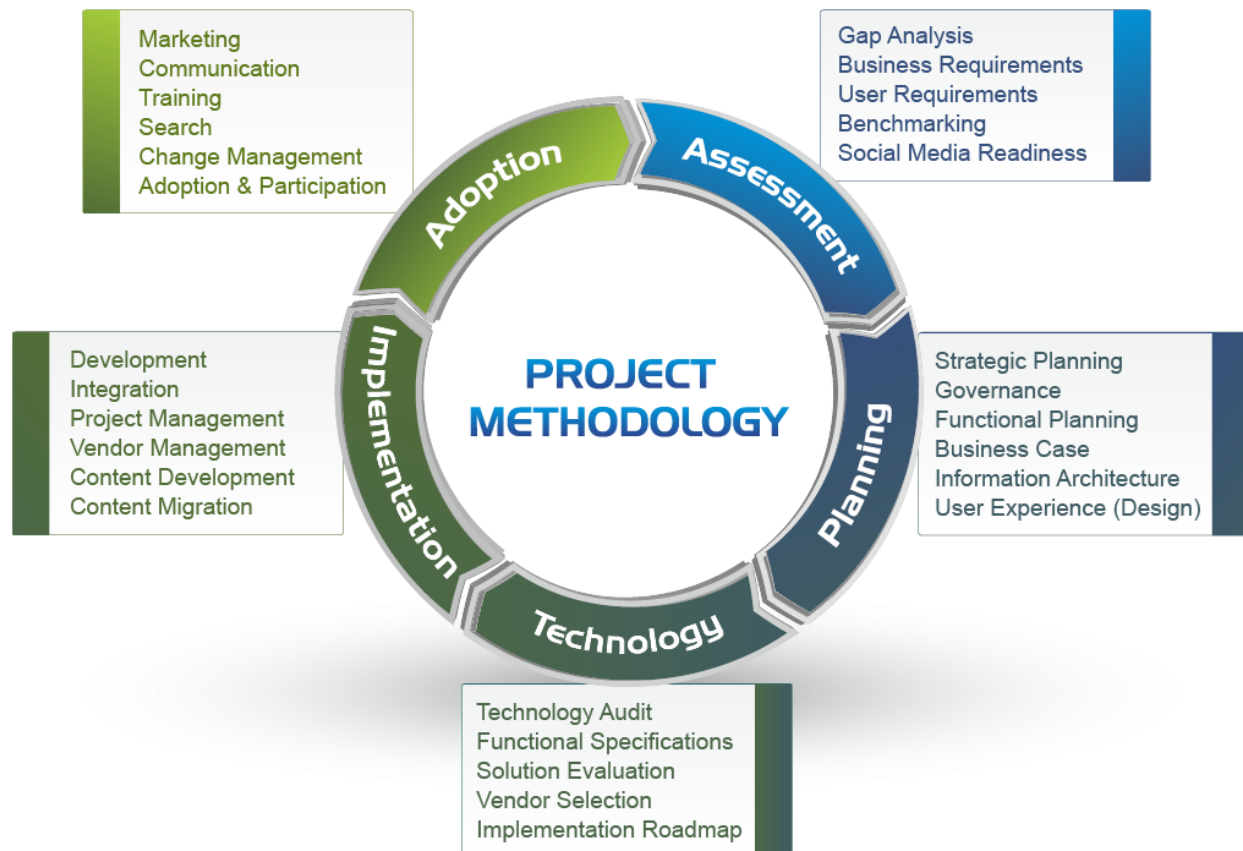 Marketing
Communication
Training
Search
Change Management
Adoption & Participation
Gap Analysis
Business Requirements
User Requirements
Benchmarking
Social Media Readiness
Adoption
Assessment
PROJECT
METHODOLOGY
Implementation
Planning
Technology
Development
Integration
Project Management
Vendor Management
Content Development
Content Migration
Strategic Planning
Governance
Functional Planning
Business Case
Information Architecture
User Experience (Design)
Technology Audit
Functional Specifications
Solution Evaluation
Vendor Selection
Implementation Roadmap